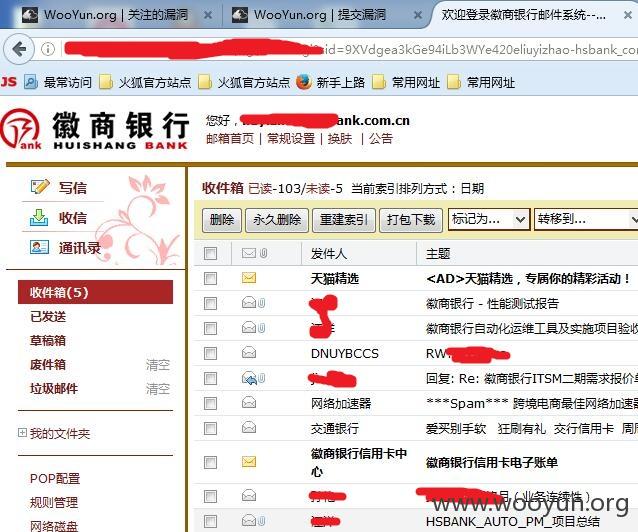 WooYun.org | 关注的漏洞
WooYun.org | 提交漏洞
欢迎登录徽商银行邮件系统--...
id=9XVdgea3kGe94iLb3WYe420eliuyizhao-hsbank_co
最常访问 火狐官方站点 火狐官方站点 新手上路 常用网址 常用网址
徽商银行
HUISHANG BANK
您好，
bank.com.cn
邮箱首页 | 常规设置 | 换肤 | 公告
写信
收信
通讯录
收件箱(5)
已发送
草稿箱
废件箱 清空
垃圾邮件 清空
我的文件夹
POP配置
规则管理
网络磁盘
收件箱 已读-103/未读-5 当前索引排列方式：日期
删除 永久删除 重建索引 打包下载 标记为... 转移到...
发件人 主题
天猫精选 <AD>天猫精选，专属你的精彩活动！
徽商银行 - 性能测试报告
徽商银行自动化运维工具及实施项目验收
DNUYBCCS RW:
回复: Re: 徽商银行ITSM二期需求报价单
网络加速器 ***Spam*** 跨境电商最佳网络加速器
交通银行 爱买别手软 狂刷有礼 交行信用卡 周周
徽商银行信用卡中心 徽商银行信用卡电子账单
（业务连续性）
HSBANK_AUTO_PM_项目总结
www.wooyun.org